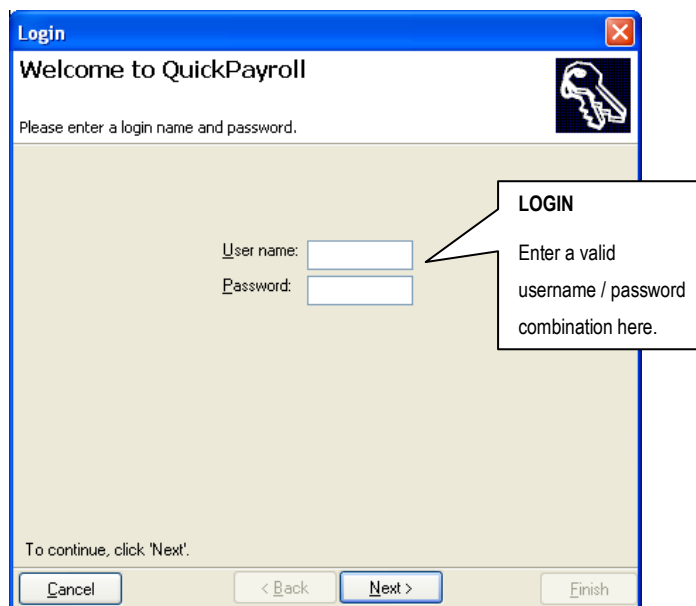 Login
Welcome to QuickPayroll
Please enter a login name and password.
LOGIN
Enter a valid
username / password
combination here.
User name:
Password:
To continue, click 'Next'.
Cancel
< Back
Next >
Finish